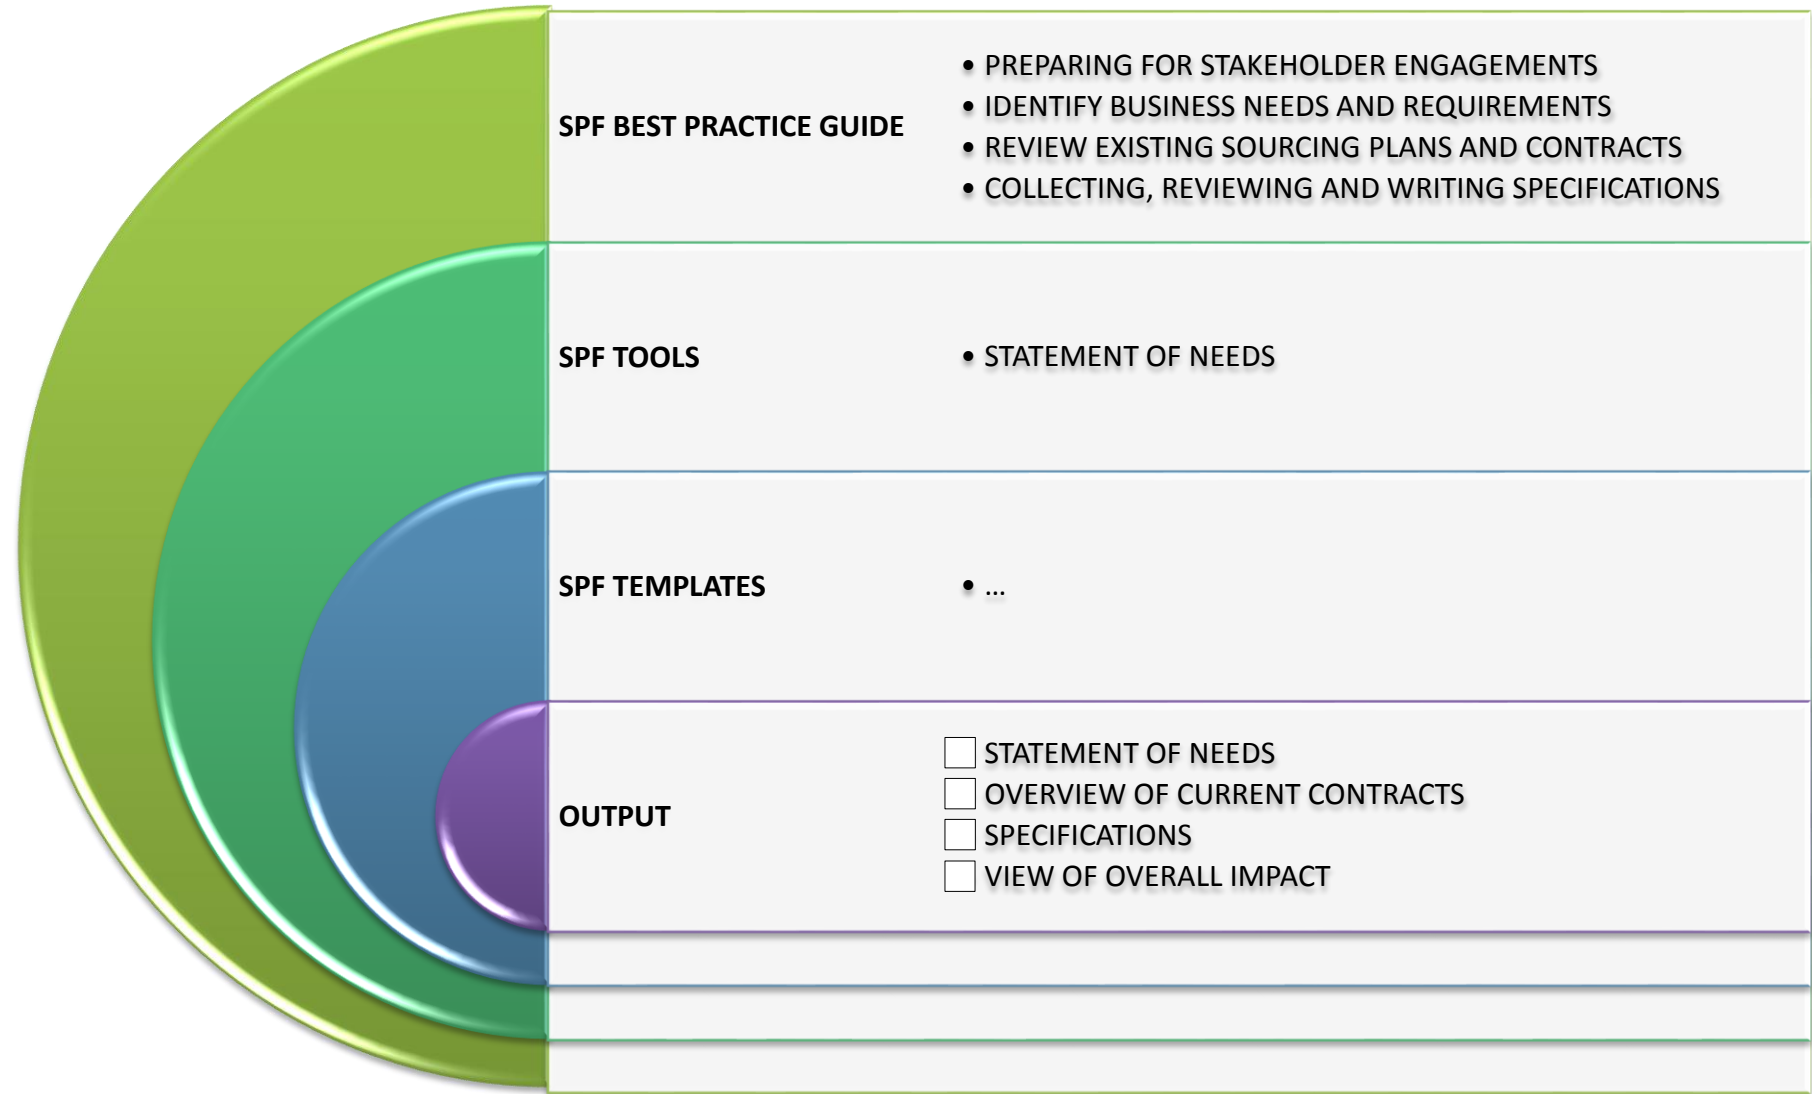 SPF BEST PRACTICE GUIDE
• PREPARING FOR STAKEHOLDER ENGAGEMENTS
• IDENTIFY BUSINESS NEEDS AND REQUIREMENTS
• REVIEW EXISTING SOURCING PLANS AND CONTRACTS
• COLLECTING, REVIEWING AND WRITING SPECIFICATIONS
SPF TOOLS
• STATEMENT OF NEEDS
SPF TEMPLATES
• ...
OUTPUT
☐ STATEMENT OF NEEDS
☐ OVERVIEW OF CURRENT CONTRACTS
☐ SPECIFICATIONS
☐ VIEW OF OVERALL IMPACT